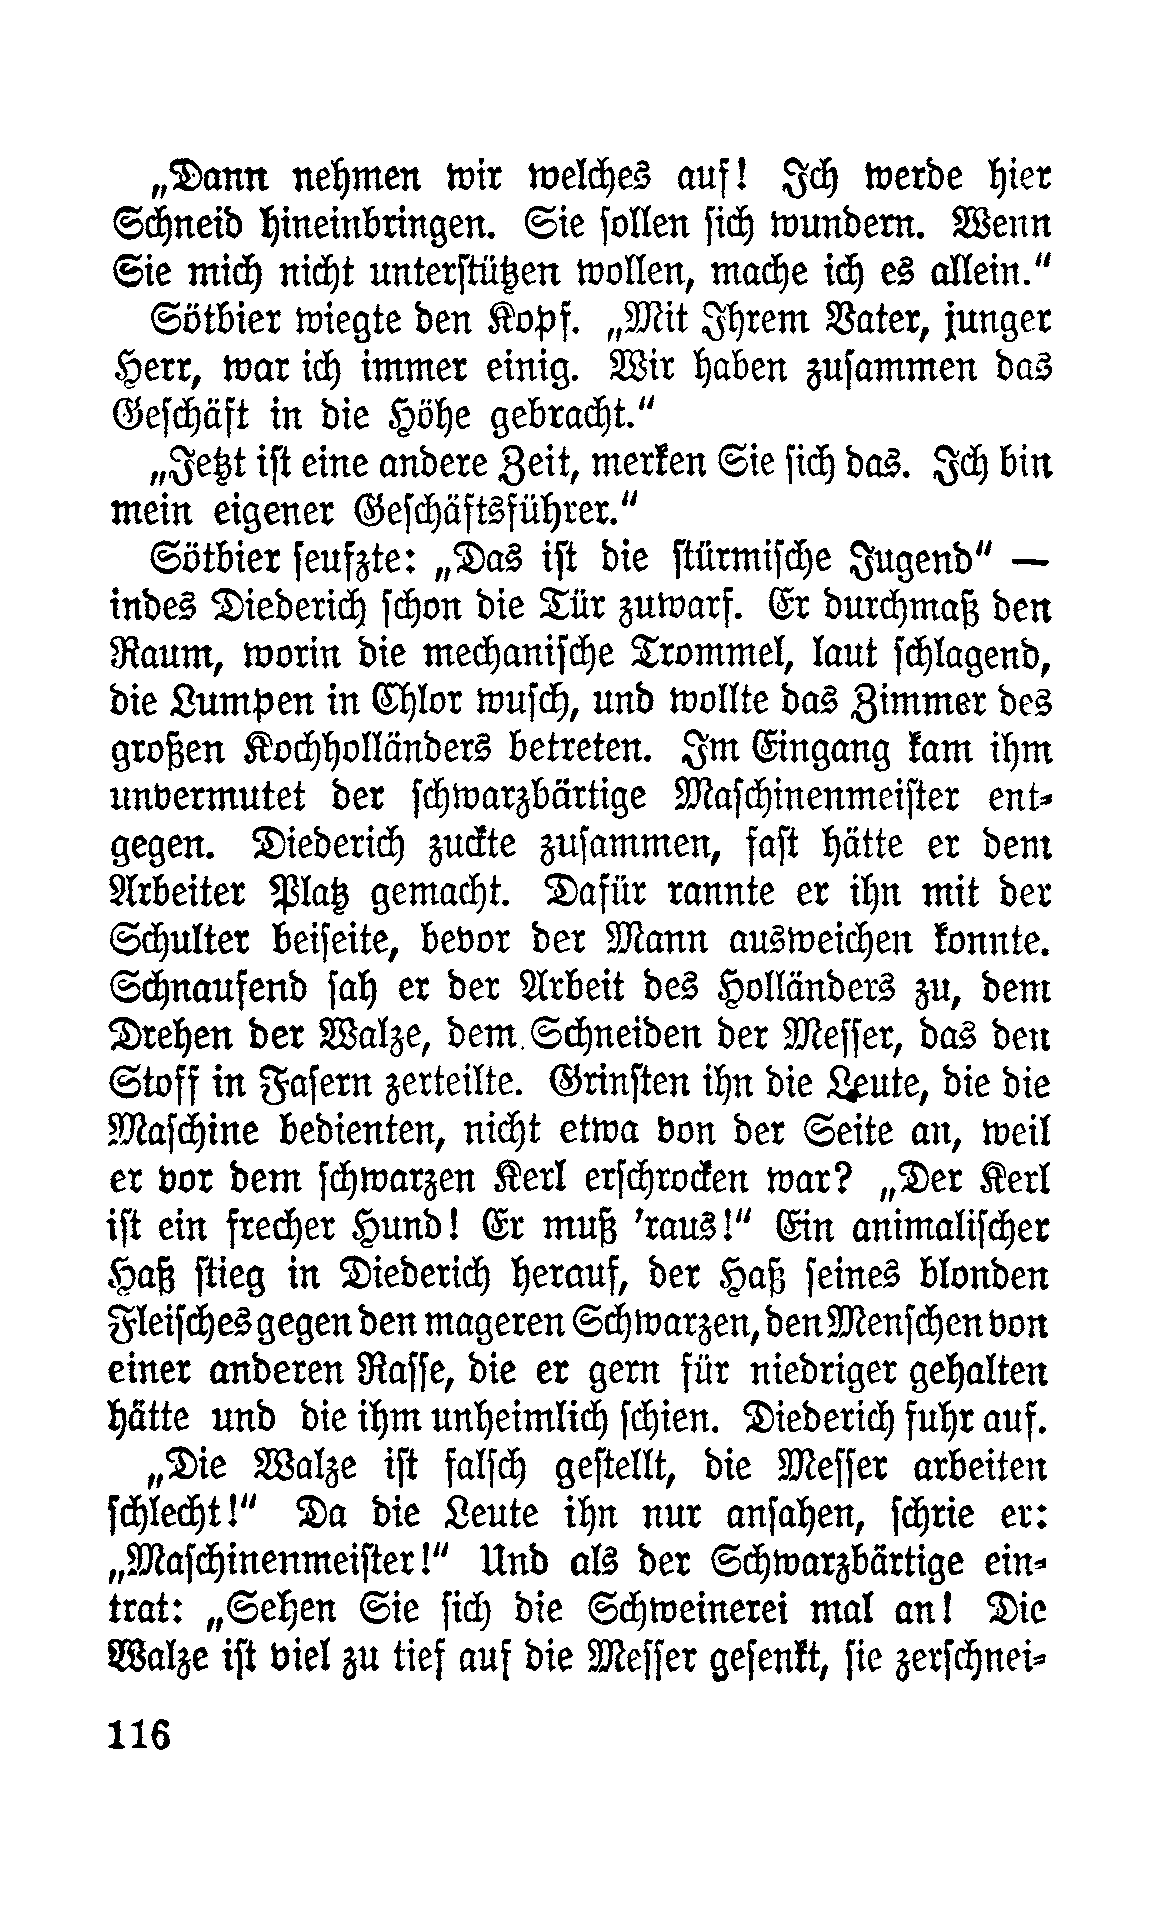 „Dann nehmen wir welches auf! Ich werde hier
Schneid hineinbringen. Sie sollen sich wundern. Wenn
Sie mich nicht unterstützen wollen, mache ich es allein.“
Sötbier wiegte den Kopf. „Mit Ihrem Vater, junger
Herr, war ich immer einig. Wir haben zusammen das
Geschäft in die Höhe gebracht.“
„Jetzt ist eine andere Zeit, merken Sie sich das. Ich bin
mein eigener Geschäftsführer.“
Sötbier seufzte: „Das ist die stürmische Jugend“ —
indes Diederich schon die Tür zuwarf. Er durchmaß den
Raum, worin die mechanische Trommel, laut schlagend,
die Lumpen in Chlor wusch, und wollte das Zimmer des
großen Kochholländers betreten. Im Eingang kam ihm
unvermutet der schwarzbärtige Maschinenmeister ent-
gegen. Diederich zuckte zusammen, fast hätte er dem
Arbeiter Platz gemacht. Dafür rannte er ihn mit der
Schulter beiseite, bevor der Mann ausweichen konnte.
Schnaufend sah er der Arbeit des Holländers zu, dem
Drehen der Walze, dem Schneiden der Messer, das den
Stoff in Fasern zerteilte. Grinsten ihn die Leute, die die
Maschine bedienten, nicht etwa von der Seite an, weil
er vor dem schwarzen Kerl erschrocken war? „Der Kerl
ist ein frecher Hund! Er muß ’raus!“ Ein animalischer
Haß stieg in Diederich herauf, der Haß seines blonden
Fleisches gegen den mageren Schwarzen, den Menschen von
einer anderen Rasse, die er gern für niedriger gehalten
hätte und die ihm unheimlich schien. Diederich fuhr auf.
„Die Walze ist falsch gestellt, die Messer arbeiten
schlecht!“ Da die Leute ihn nur ansahen, schrie er:
„Maschinenmeister!“ Und als der Schwarzbärtige ein-
trat: „Sehen Sie sich die Schweinerei mal an! Die
Walze ist viel zu tief auf die Messer gesenkt, sie zerschnei-
116